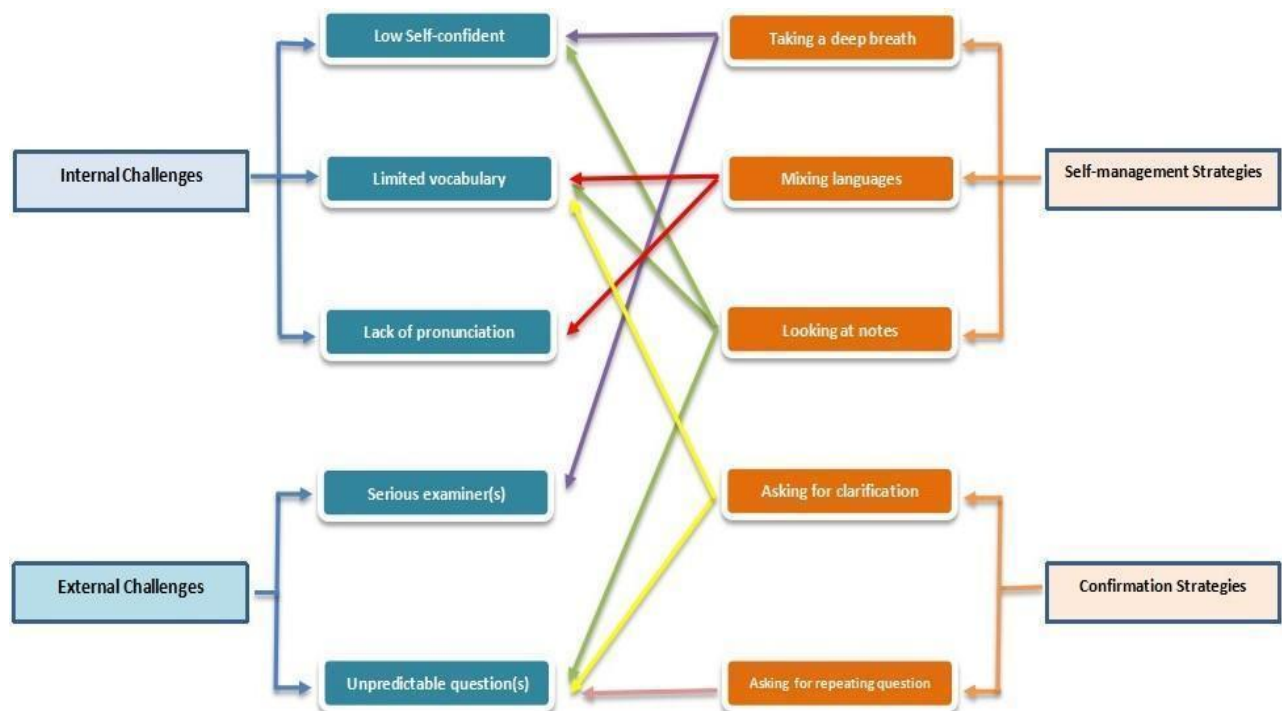 Low Self-confident
Taking a deep breath
Internal Challenges
Limited vocabulary
Mixing languages
Self-management Strategies
Lack of pronunciation
Looking at notes
Serious examiner(s)
Asking for clarification
External Challenges
Confirmation Strategies
Unpredictable question(s)
Asking for repeating question